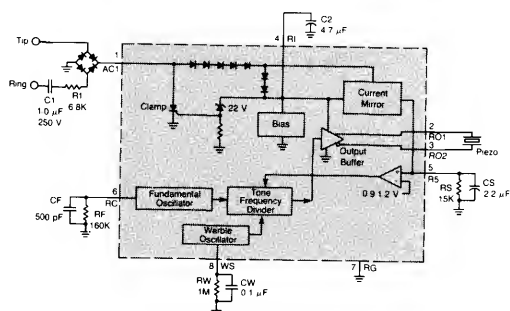 Tip
Ring
C1
1.0 µF
250 V
R1
6.8K
1
AC1
4 RI
C2
4.7 µF
Clamp
22 V
Bias
Current
Mirror
Output
Buffer
2
RO1
3
RO2
Piezo
5
R5
RS
15K
CS
2.2 µF
0.9 1.2 V
CF
500 pF
RF
160K
6
RC
Fundamental
Oscillator
Tone
Frequency
Divider
Warble
Oscillator
8 WS
RW
1M
CW
0.1 µF
7 RG